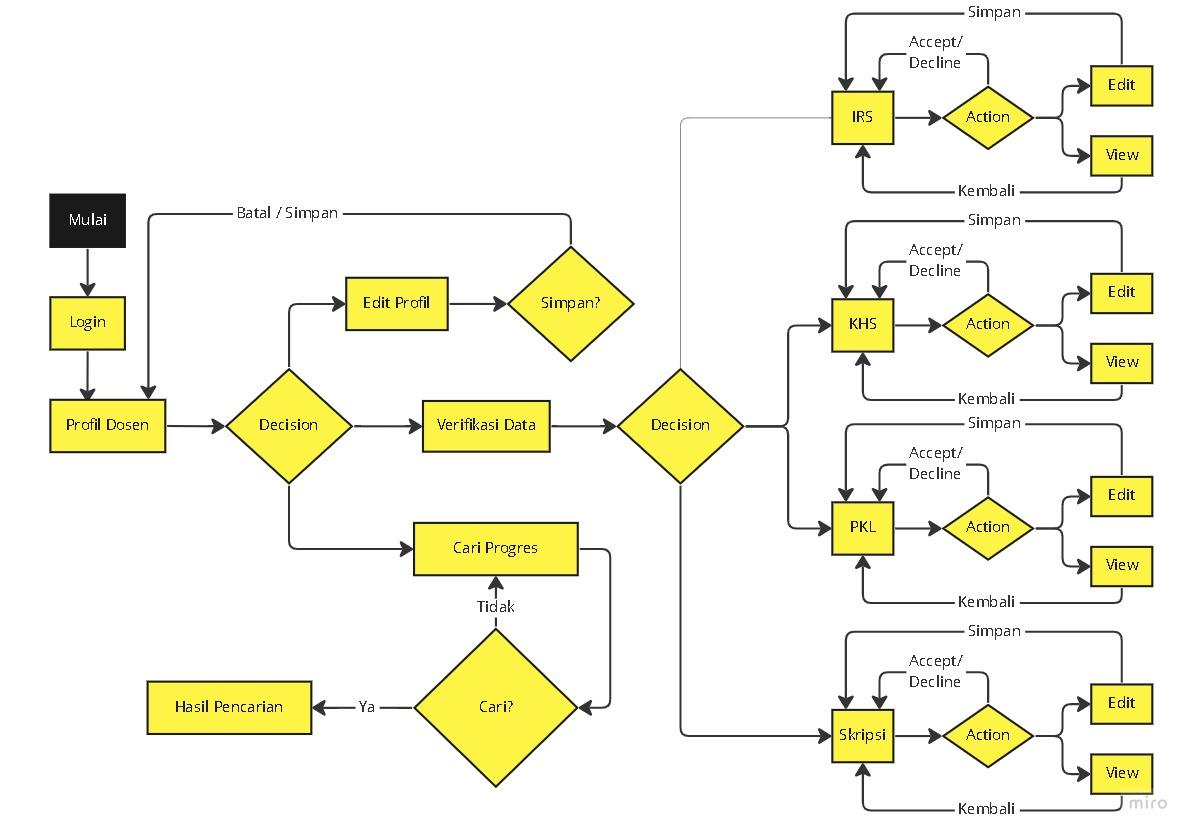 Mulai
Login
Profil Dosen
Batal / Simpan
Decision
Edit Profil
Simpan?
Verifikasi Data
Decision
Cari Progres
Tidak
Cari?
Ya
Hasil Pencarian
Simpan
Accept/
Decline
IRS
Action
Edit
View
Kembali
Simpan
Accept/
Decline
KHS
Action
Edit
View
Kembali
Simpan
Accept/
Decline
PKL
Action
Edit
View
Kembali
Simpan
Accept/
Decline
Skripsi
Action
Edit
View
Kembali
miro